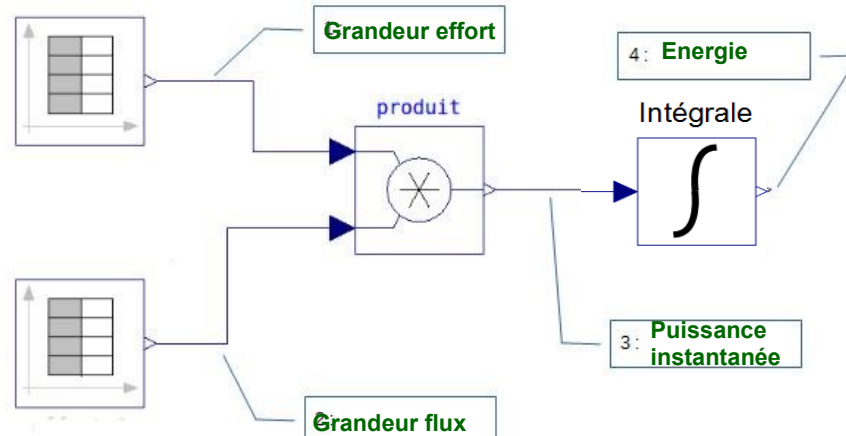 Grandeur effort
4: Energie
produit
Intégrale
3: Puissance
instantanée
Grandeur flux